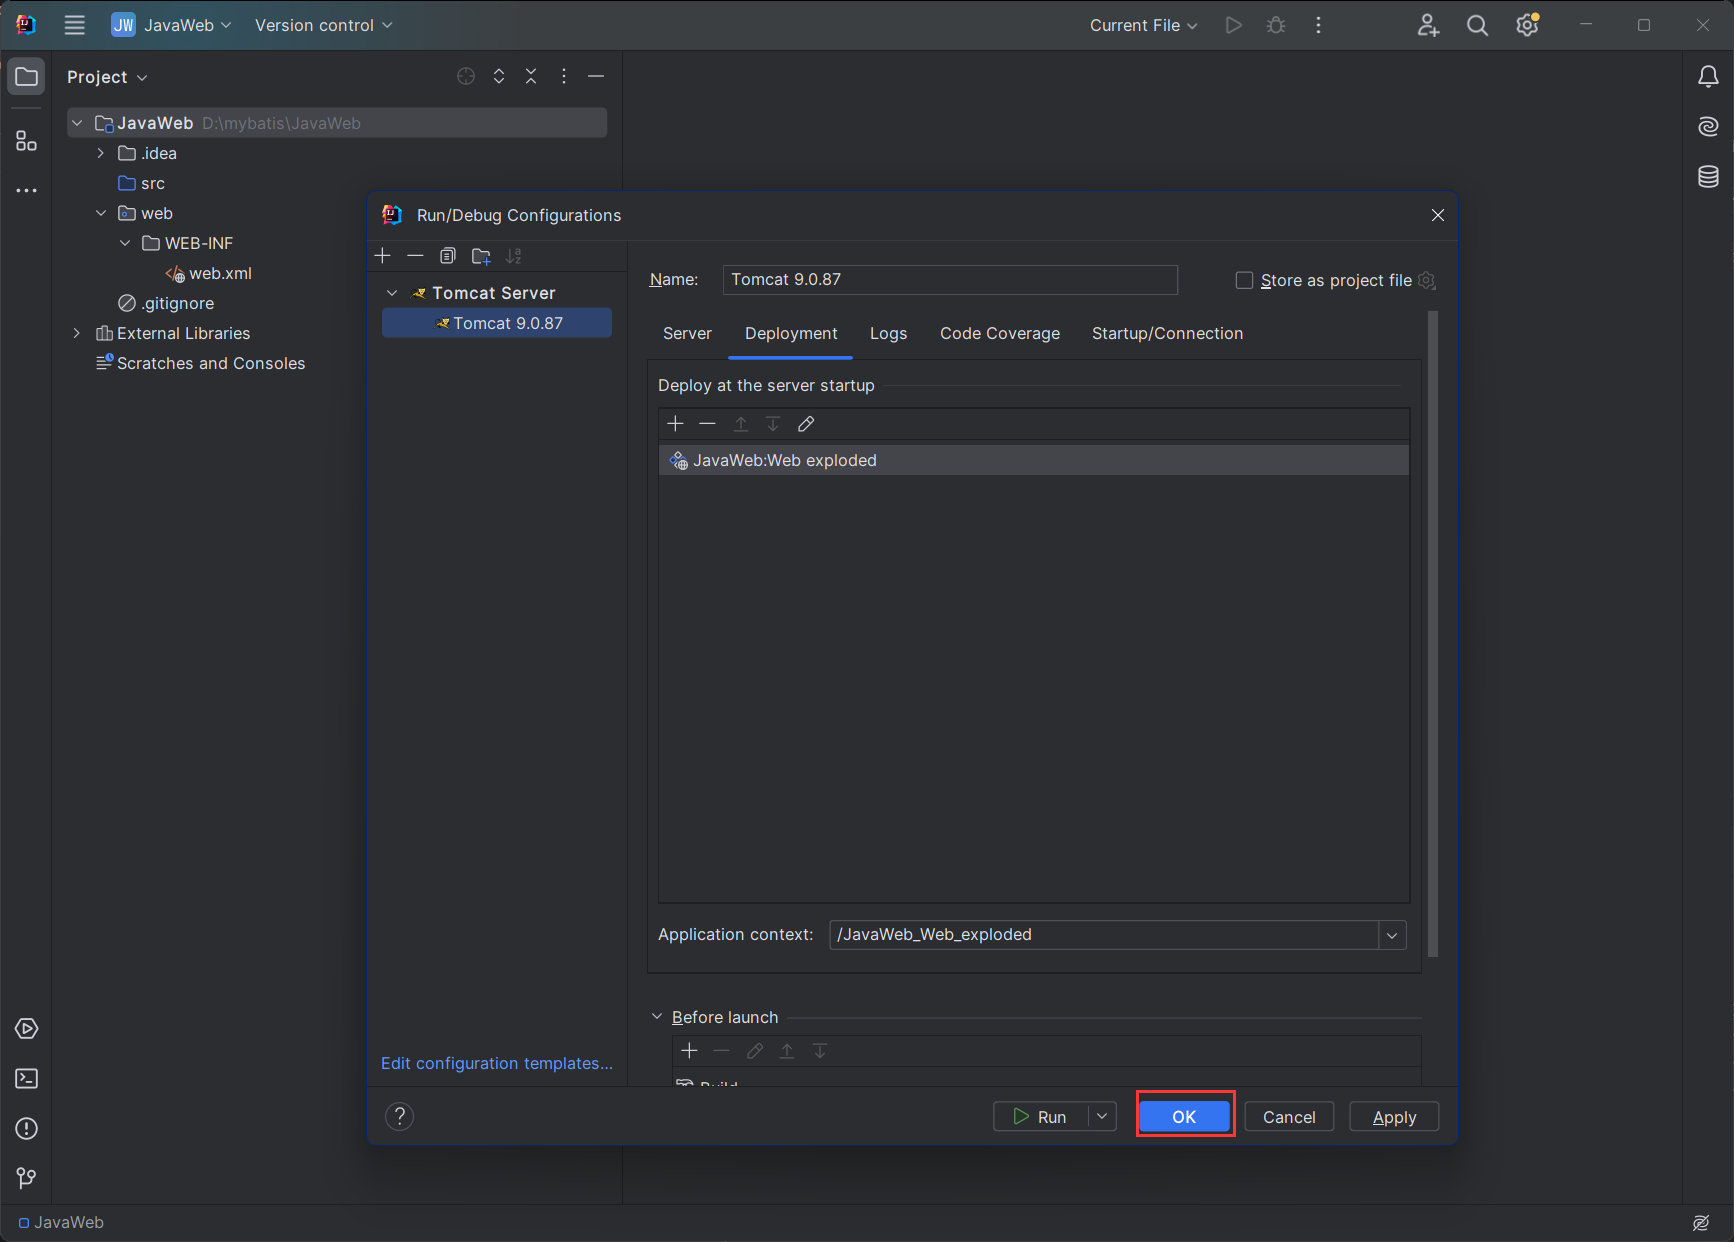 JW JavaWeb Version control Current File
Project
JavaWeb D:\mybatis\JavaWeb
.idea
src
web
WEB-INF
web.xml
.gitignore
External Libraries
Scratches and Consoles
Run/Debug Configurations
Tomcat Server
Tomcat 9.0.87
Edit configuration templates...
Name: Tomcat 9.0.87 Store as project file
Server Deployment Logs Code Coverage Startup/Connection
Deploy at the server startup
JavaWeb:Web exploded
Application context: /JavaWeb_Web_exploded
Before launch
Build
? Run OK Cancel Apply
JavaWeb